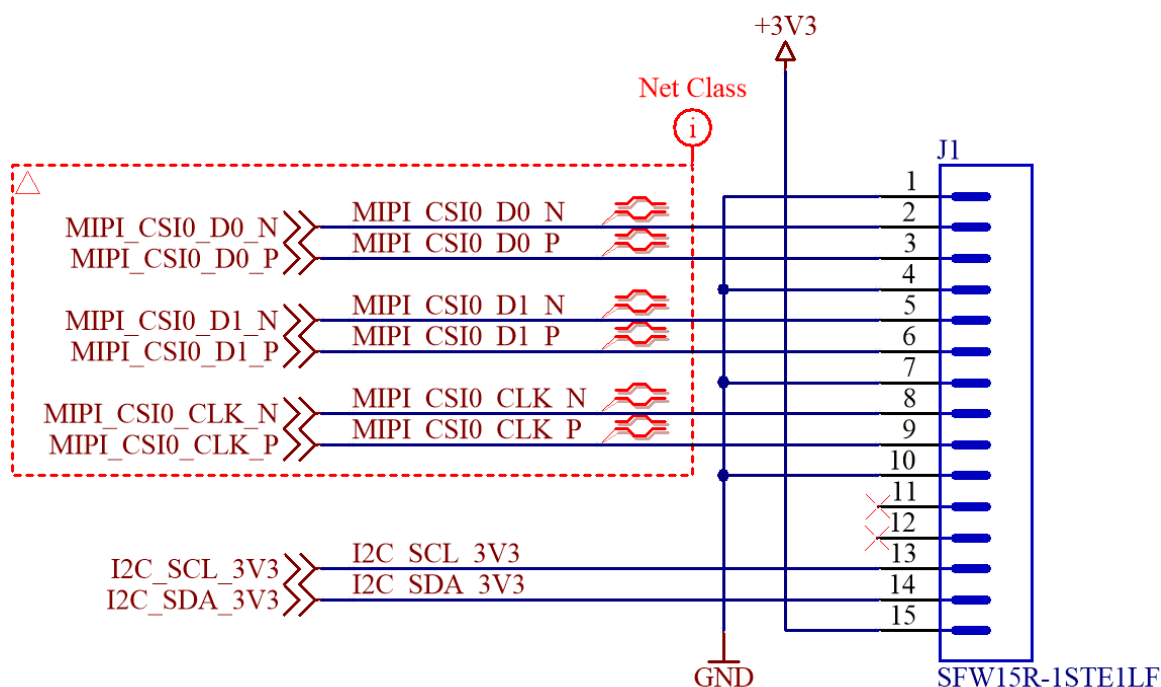 +3V3
Net Class
i
J1
1
MIPI_CSI0_D0_N
MIPI_CSI0_D0_N
2
MIPI_CSI0_D0_P
MIPI_CSI0_D0_P
3
4
MIPI_CSI0_D1_N
MIPI_CSI0_D1_N
5
MIPI_CSI0_D1_P
MIPI_CSI0_D1_P
6
7
MIPI_CSI0_CLK_N
MIPI_CSI0_CLK_N
8
MIPI_CSI0_CLK_P
MIPI_CSI0_CLK_P
9
10
11
12
I2C_SCL_3V3
I2C_SCL_3V3
13
I2C_SDA_3V3
I2C_SDA_3V3
14
15
GND
SFW15R-1STE1LF